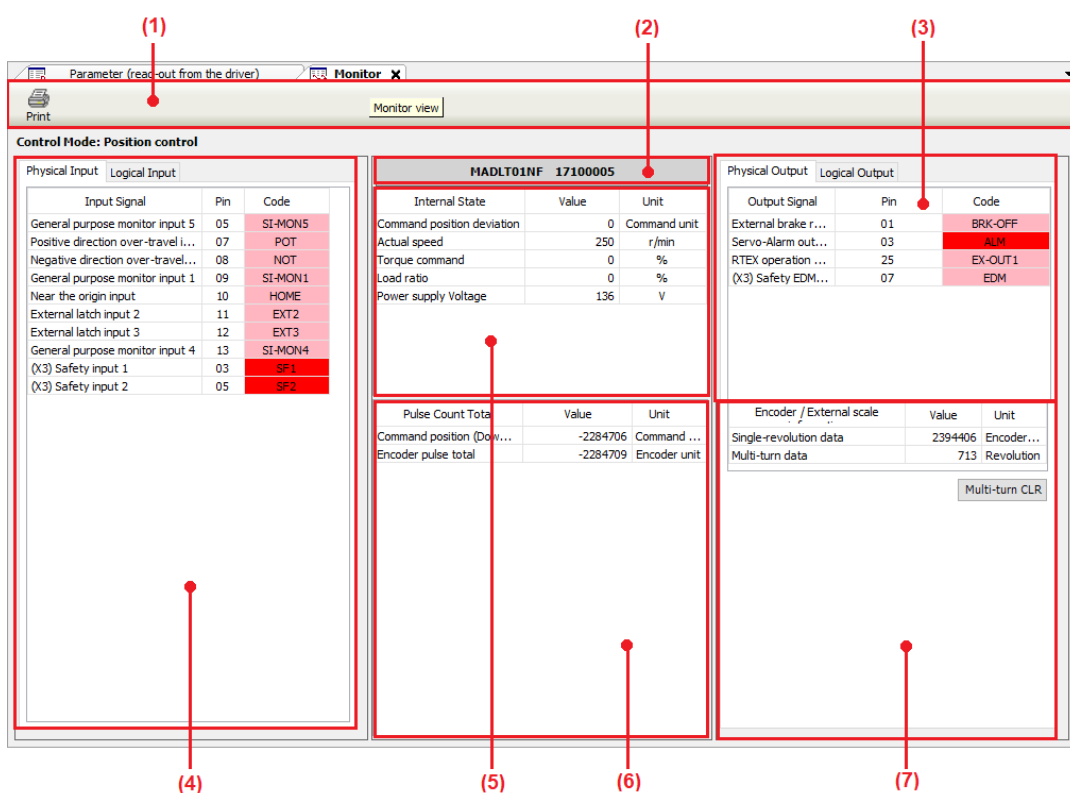 (1)
(2)
(3)
Parameter (read-out from the driver)
Monitor X
Print
Monitor view
Control Mode: Position control
Physical Input Logical Input
Input Signal Pin Code
General purpose monitor input 5 05 SI-MON5
Positive direction over-travel i... 07 POT
Negative direction over-travel... 08 NOT
General purpose monitor input 1 09 SI-MON1
Near the origin input 10 HOME
External latch input 2 11 EXT2
External latch input 3 12 EXT3
General purpose monitor input 4 13 SI-MON4
(X3) Safety input 1 03 SF1
(X3) Safety input 2 05 SF2
MADLT01NF 17100005
Internal State Value Unit
Command position deviation 0 Command unit
Actual speed 250 r/min
Torque command 0 %
Load ratio 0 %
Power supply Voltage 136 V
Pulse Count Total Value Unit
Command position (Dow... -2284706 Command ...
Encoder pulse total -2284709 Encoder unit
Physical Output Logical Output
Output Signal Pin Code
External brake r... 01 BRK-OFF
Servo-Alarm out... 03 ALM
RTEX operation ... 25 EX-OUT1
(X3) Safety EDM... 07 EDM
Encoder / External scale Value Unit
Single-revolution data 2394406 Encoder...
Multi-turn data 713 Revolution
Multi-turn CLR
(4)
(5)
(6)
(7)